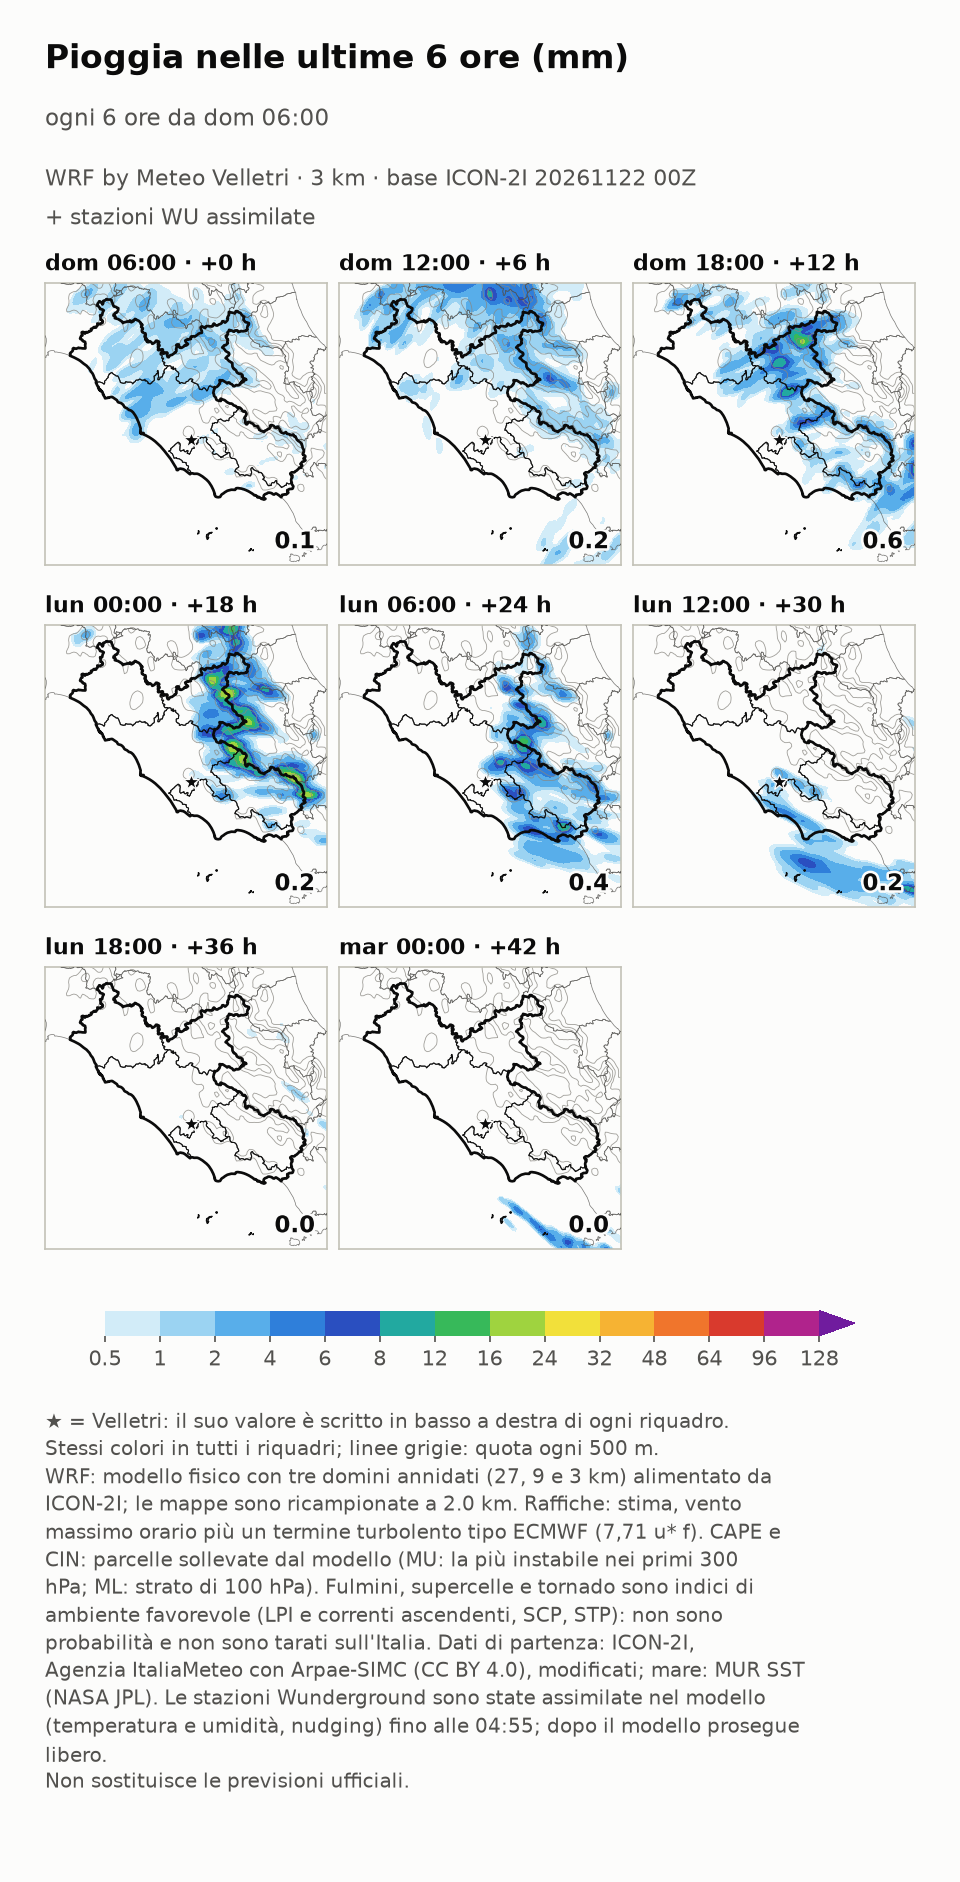 Pioggia nelle ultime 6 ore (mm)
ogni 6 ore da dom 06:00
WRF by Meteo Velletri · 3 km · base ICON-2I 20261122 00Z
+ stazioni WU assimilate
dom 06:00 · +0 h
dom 12:00 · +6 h
dom 18:00 · +12 h
0.1
0.2
0.6
lun 00:00 · +18 h
lun 06:00 · +24 h
lun 12:00 · +30 h
0.2
0.4
0.2
lun 18:00 · +36 h
mar 00:00 · +42 h
0.0
0.0
0.5 1 2 4 6 8 12 16 24 32 48 64 96 128
★ = Velletri: il suo valore è scritto in basso a destra di ogni riquadro.
Stessi colori in tutti i riquadri; linee grigie: quota ogni 500 m.
WRF: modello fisico con tre domini annidati (27, 9 e 3 km) alimentato da
ICON-2I; le mappe sono ricampionate a 2.0 km. Raffiche: stima, vento
massimo orario più un termine turbolento tipo ECMWF (7,71 u* f). CAPE e
CIN: parcelle sollevate dal modello (MU: la più instabile nei primi 300
hPa; ML: strato di 100 hPa). Fulmini, supercelle e tornado sono indici di
ambiente favorevole (LPI e correnti ascendenti, SCP, STP): non sono
probabilità e non sono tarati sull'Italia. Dati di partenza: ICON-2I,
Agenzia ItaliaMeteo con Arpae-SIMC (CC BY 4.0), modificati; mare: MUR SST
(NASA JPL). Le stazioni Wunderground sono state assimilate nel modello
(temperatura e umidità, nudging) fino alle 04:55; dopo il modello prosegue
libero.
Non sostituisce le previsioni ufficiali.